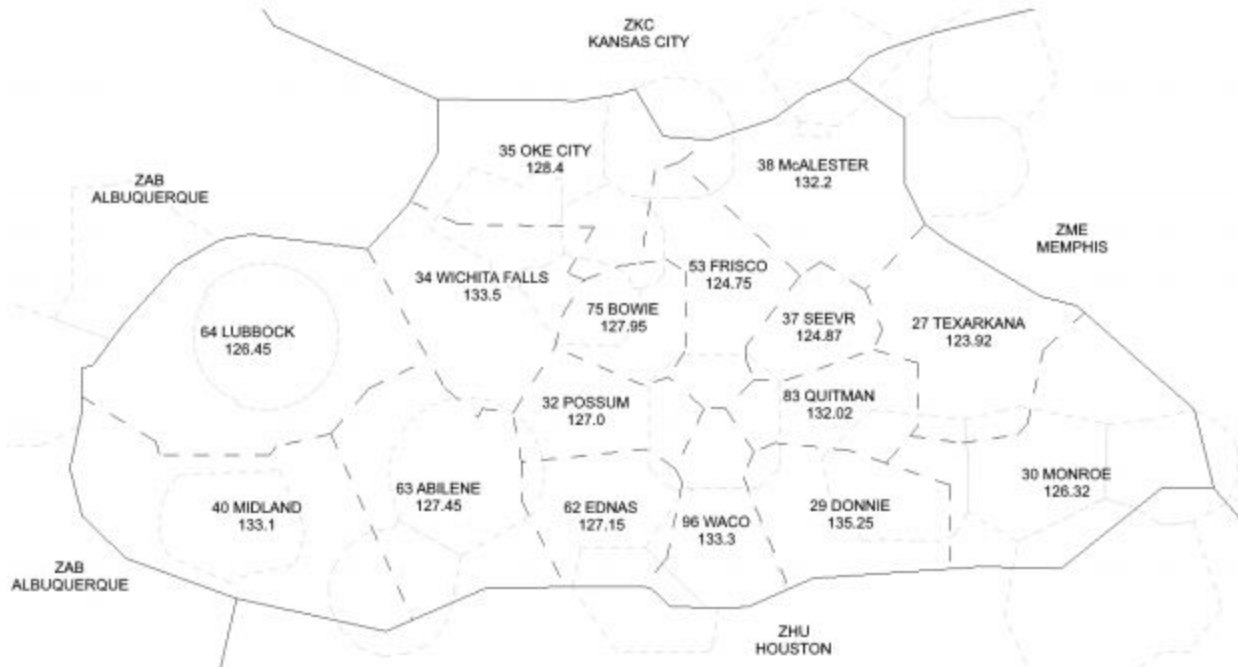 ZKC
KANSAS CITY
35 OKE CITY
128.4
38 McALESTER
132.2
ZAB
ALBUQUERQUE
ZME
MEMPHIS
34 WICHITA FALLS
133.5
53 FRISCO
124.75
75 BOWIE
127.95
37 SEEVR
124.87
27 TEXARKANA
123.92
64 LUBBOCK
126.45
32 POSSUM
127.0
83 QUITMAN
132.02
40 MIDLAND
133.1
63 ABILENE
127.45
62 EDNAS
127.15
96 WACO
133.3
29 DONNIE
135.25
30 MONROE
126.32
ZAB
ALBUQUERQUE
ZHU
HOUSTON